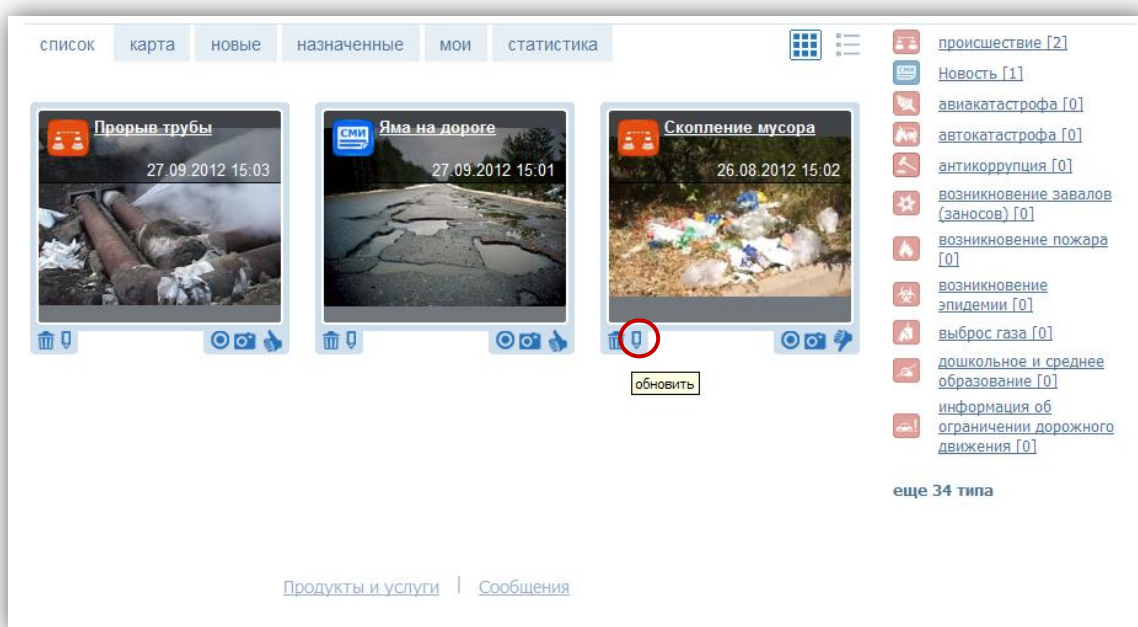 список карта новые назначенные мои статистика
Прорыв трубы
27.09.2012 15:03
СМИ
Яма на дороге
27.09.2012 15:01
Скопление мусора
26.08.2012 15:02
обновить
происшествие [2]
СМИ
Новость [1]
авиакатастрофа [0]
автокатастрофа [0]
антикоррупция [0]
возникновение завалов
(заносов) [0]
возникновение пожара
[0]
возникновение
эпидемии [0]
выброс газа [0]
дошкольное и среднее
образование [0]
информация об
ограничении дорожного
движения [0]
еще 34 типа
Продукты и услуги | Сообщения